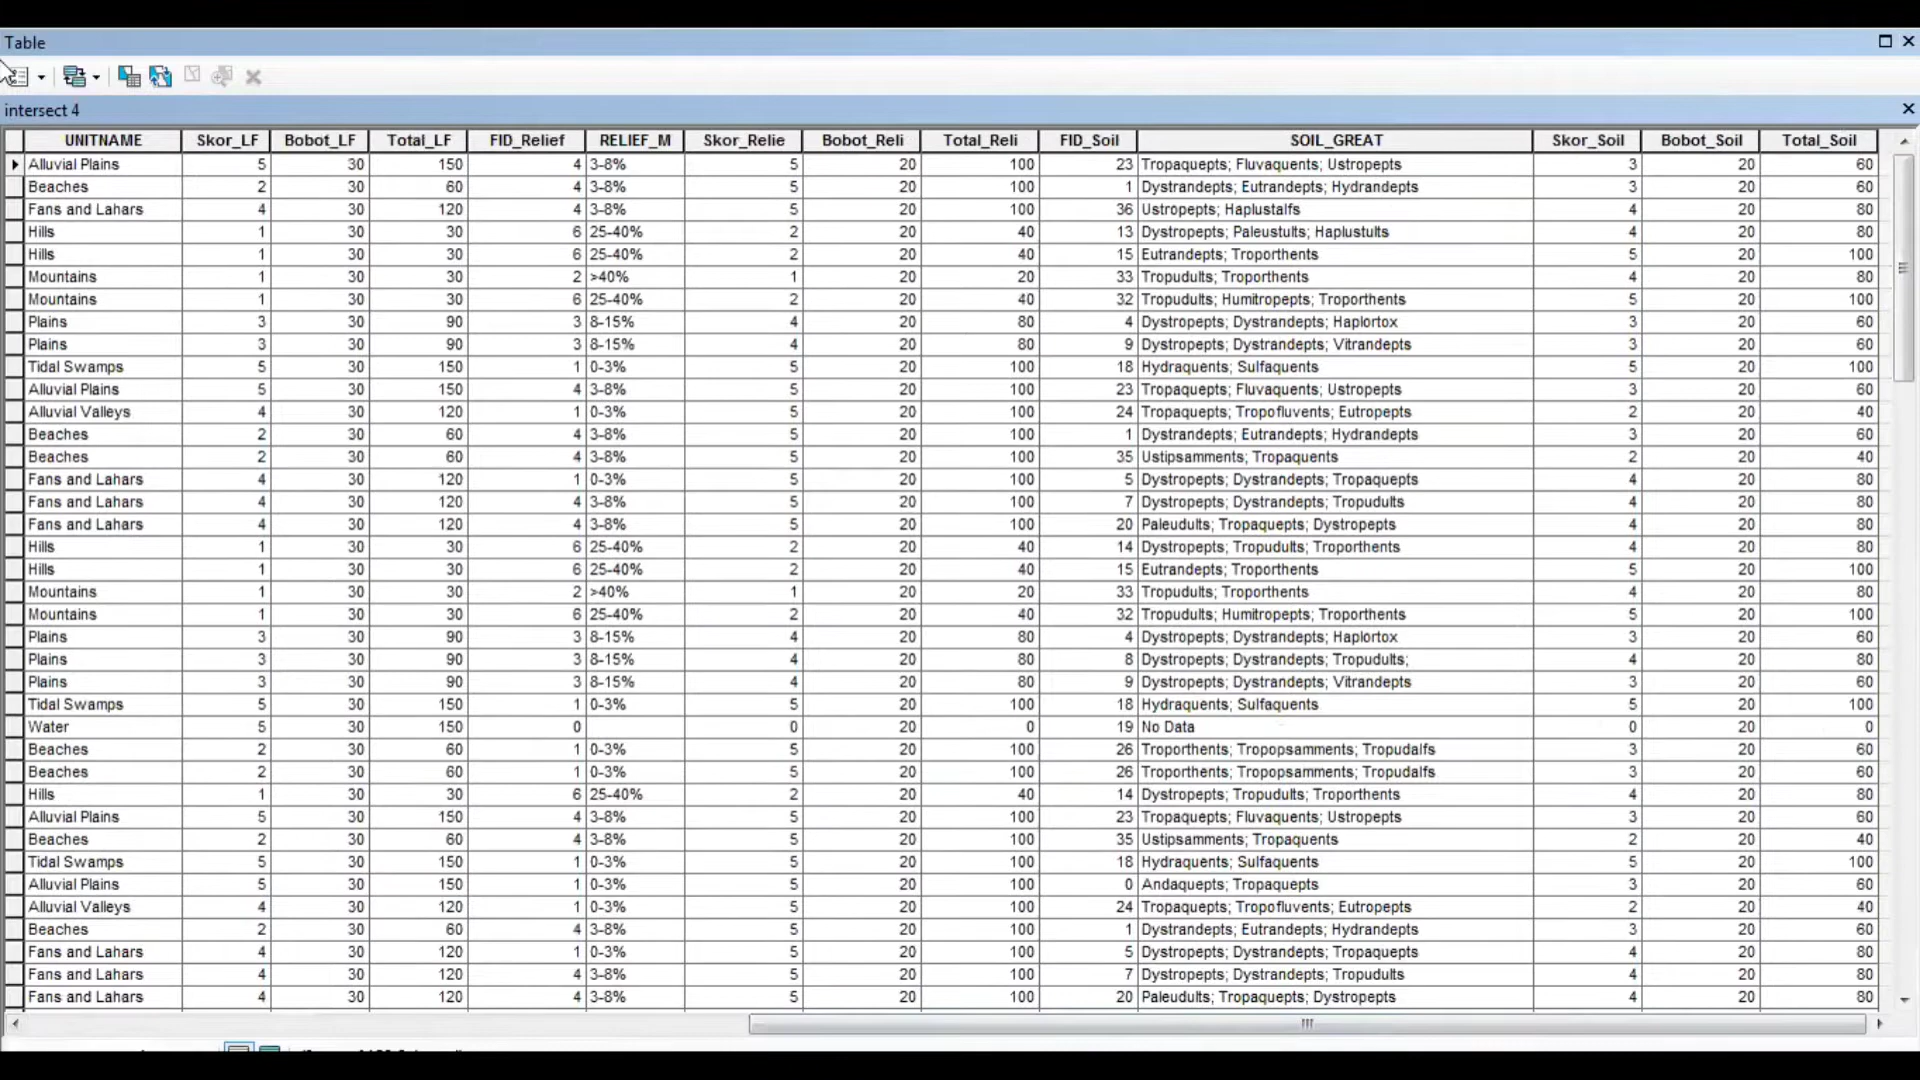 Table
intersect 4
UNITNAME Skor_LF Bobot_LF Total_LF FID_Relief RELIEF_M Skor_Relie Bobot_Reli Total_Reli FID_Soil SOIL_GREAT Skor_Soil Bobot_Soil Total_Soil
Alluvial Plains 5 30 150 4 3-8% 5 20 100 23 Tropaquepts; Fluvaquents; Ustropepts 3 20 60
Beaches 2 30 60 4 3-8% 5 20 100 1 Dystrandepts; Eutrandepts; Hydrandepts 3 20 60
Fans and Lahars 4 30 120 4 3-8% 5 20 100 36 Ustropepts; Haplustalfs 4 20 80
Hills 1 30 30 6 25-40% 2 20 40 13 Dystropepts; Paleustults; Haplustults 4 20 80
Hills 1 30 30 6 25-40% 2 20 40 15 Eutrandepts; Troporthents 5 20 100
Mountains 1 30 30 2 >40% 1 20 20 33 Tropudults; Troporthents 4 20 80
Mountains 1 30 30 6 25-40% 2 20 40 32 Tropudults; Humitropepts; Troporthents 5 20 100
Plains 3 30 90 3 8-15% 4 20 80 4 Dystropepts; Dystrandepts; Haplortox 3 20 60
Plains 3 30 90 3 8-15% 4 20 80 9 Dystropepts; Dystrandepts; Vitrandepts 3 20 60
Tidal Swamps 5 30 150 1 0-3% 5 20 100 18 Hydraquents; Sulfaquents 5 20 100
Alluvial Plains 5 30 150 4 3-8% 5 20 100 23 Tropaquepts; Fluvaquents; Ustropepts 3 20 60
Alluvial Valleys 4 30 120 1 0-3% 5 20 100 24 Tropaquepts; Tropofluvents; Eutropepts 2 20 40
Beaches 2 30 60 4 3-8% 5 20 100 1 Dystrandepts; Eutrandepts; Hydrandepts 3 20 60
Beaches 2 30 60 4 3-8% 5 20 100 35 Ustipsamments; Tropaquents 2 20 40
Fans and Lahars 4 30 120 1 0-3% 5 20 100 5 Dystropepts; Dystrandepts; Tropaquepts 4 20 80
Fans and Lahars 4 30 120 4 3-8% 5 20 100 7 Dystropepts; Dystrandepts; Tropudults 4 20 80
Fans and Lahars 4 30 120 4 3-8% 5 20 100 20 Paleudults; Tropaquepts; Dystropepts 4 20 80
Hills 1 30 30 6 25-40% 2 20 40 14 Dystropepts; Tropudults; Troporthents 4 20 80
Hills 1 30 30 6 25-40% 2 20 40 15 Eutrandepts; Troporthents 5 20 100
Mountains 1 30 30 2 >40% 1 20 20 33 Tropudults; Troporthents 4 20 80
Mountains 1 30 30 6 25-40% 2 20 40 32 Tropudults; Humitropepts; Troporthents 5 20 100
Plains 3 30 90 3 8-15% 4 20 80 4 Dystropepts; Dystrandepts; Haplortox 3 20 60
Plains 3 30 90 3 8-15% 4 20 80 8 Dystropepts; Dystrandepts; Tropudults; 4 20 80
Plains 3 30 90 3 8-15% 4 20 80 9 Dystropepts; Dystrandepts; Vitrandepts 3 20 60
Tidal Swamps 5 30 150 1 0-3% 5 20 100 18 Hydraquents; Sulfaquents 5 20 100
Water 5 30 150 0 0 20 0 19 No Data 0 20 0
Beaches 2 30 60 1 0-3% 5 20 100 26 Troporthents; Tropopsamments; Tropudalfs 3 20 60
Beaches 2 30 60 1 0-3% 5 20 100 26 Troporthents; Tropopsamments; Tropudalfs 3 20 60
Hills 1 30 30 6 25-40% 2 20 40 14 Dystropepts; Tropudults; Troporthents 4 20 80
Alluvial Plains 5 30 150 4 3-8% 5 20 100 23 Tropaquepts; Fluvaquents; Ustropepts 3 20 60
Beaches 2 30 60 4 3-8% 5 20 100 35 Ustipsamments; Tropaquents 2 20 40
Tidal Swamps 5 30 150 1 0-3% 5 20 100 18 Hydraquents; Sulfaquents 5 20 100
Alluvial Plains 5 30 150 1 0-3% 5 20 100 0 Andaquepts; Tropaquepts 3 20 60
Alluvial Valleys 4 30 120 1 0-3% 5 20 100 24 Tropaquepts; Tropofluvents; Eutropepts 2 20 40
Beaches 2 30 60 4 3-8% 5 20 100 1 Dystrandepts; Eutrandepts; Hydrandepts 3 20 60
Fans and Lahars 4 30 120 1 0-3% 5 20 100 5 Dystropepts; Dystrandepts; Tropaquepts 4 20 80
Fans and Lahars 4 30 120 4 3-8% 5 20 100 7 Dystropepts; Dystrandepts; Tropudults 4 20 80
Fans and Lahars 4 30 120 4 3-8% 5 20 100 20 Paleudults; Tropaquepts; Dystropepts 4 20 80